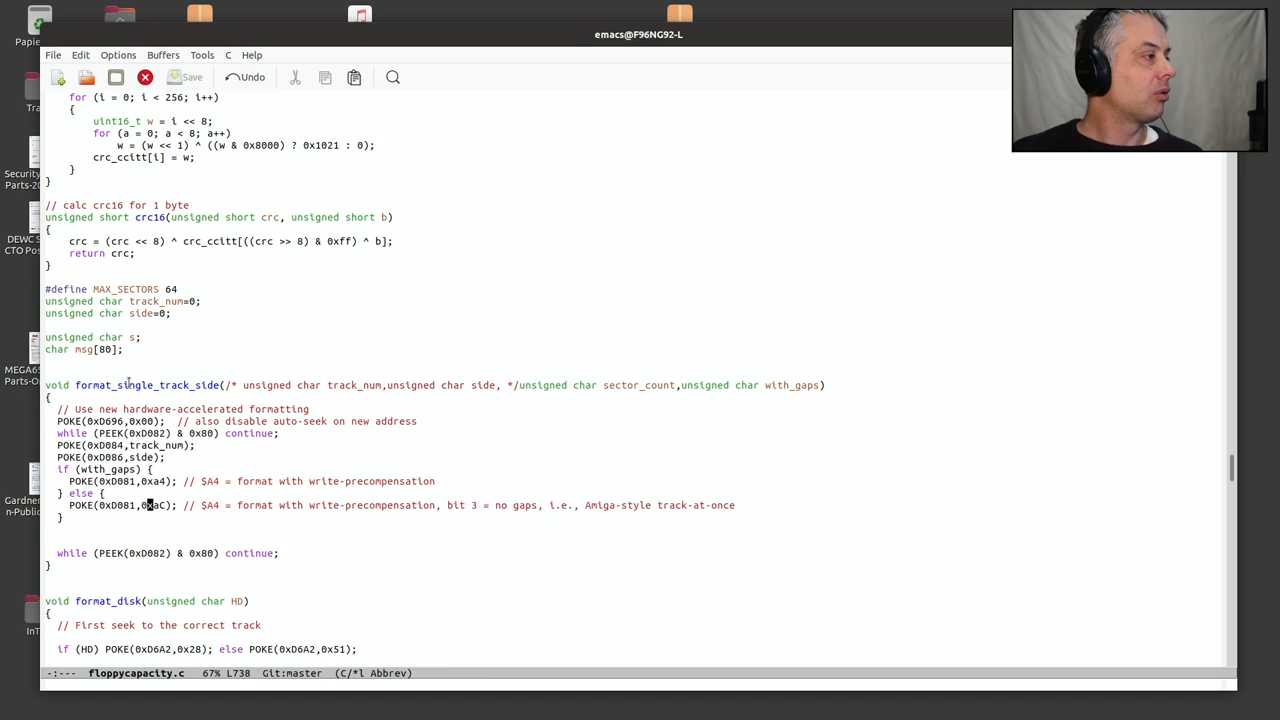 emacs@F96NG92-L
File Edit Options Buffers Tools C Help
Save Undo
for (i = 0; i < 256; i++)
{
uint16_t w = i << 8;
for (a = 0; a < 8; a++)
w = (w << 1) ^ ((w & 0x8000) ? 0x1021 : 0);
crc_ccitt[i] = w;
}
}
// calc crc16 for 1 byte
unsigned short crc16(unsigned short crc, unsigned short b)
{
crc = (crc << 8) ^ crc_ccitt[((crc >> 8) & 0xff) ^ b];
return crc;
}
#define MAX_SECTORS 64
unsigned char track_num=0;
unsigned char side=0;
unsigned char s;
char msg[80];
void format_single_track_side(/* unsigned char track_num,unsigned char side, */unsigned char sector_count,unsigned char with_gaps)
{
// Use new hardware-accelerated formatting
POKE(0xD696,0x00); // also disable auto-seek on new address
while (PEEK(0xD082) & 0x80) continue;
POKE(0xD084,track_num);
POKE(0xD086,side);
if (with_gaps) {
POKE(0xD081,0xa4); // $A4 = format with write-precompensation
} else {
POKE(0xD081,0xaC); // $A4 = format with write-precompensation, bit 3 = no gaps, i.e., Amiga-style track-at-once
}
while (PEEK(0xD082) & 0x80) continue;
}
void format_disk(unsigned char HD)
{
// First seek to the correct track
if (HD) POKE(0xD6A2,0x28); else POKE(0xD6A2,0x51);
-:--- floppycapacity.c 67% L738 Git:master (C/*l Abbrev)
Papie
Tra
Security
Parts-20
DEWC S
CTO Pos
MEGA65
Parts-O
Gardne
n-Public
InT